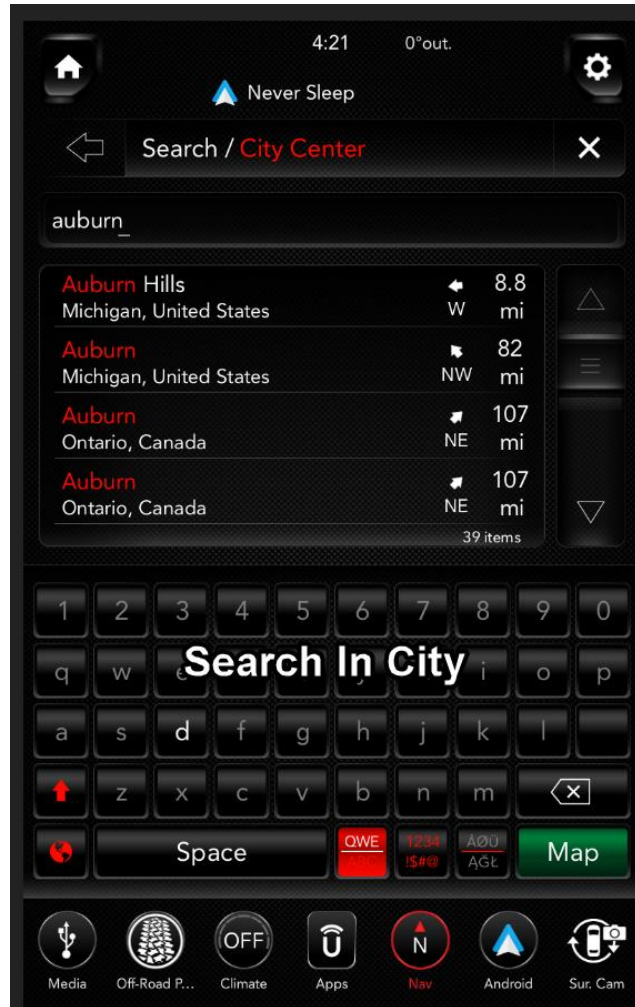 4:21 0°out.
Never Sleep
Search / City Center
auburn_
Auburn Hills 8.8
Michigan, United States W mi
Auburn 82
Michigan, United States NW mi
Auburn 107
Ontario, Canada NE mi
Auburn 107
Ontario, Canada NE mi
39 items
1 2 3 4 5 6 7 8 9 0
q w e i o p
Search In City
a s d f g h j k l
z x c v b n m
Space QWE ABC 1234 !$#@ ÄØÜ ĄĞŁ Map
OFF Ü N
Media Off-Road P... Climate Apps Nav Android Sur. Cam